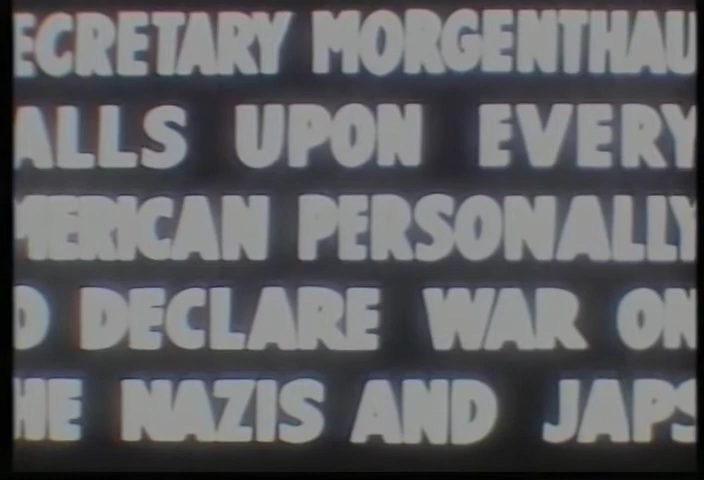 ECRETARY MORGENTHAU
ALLS UPON EVERY
MERICAN PERSONALLY
O DECLARE WAR ON
HE NAZIS AND JAPS